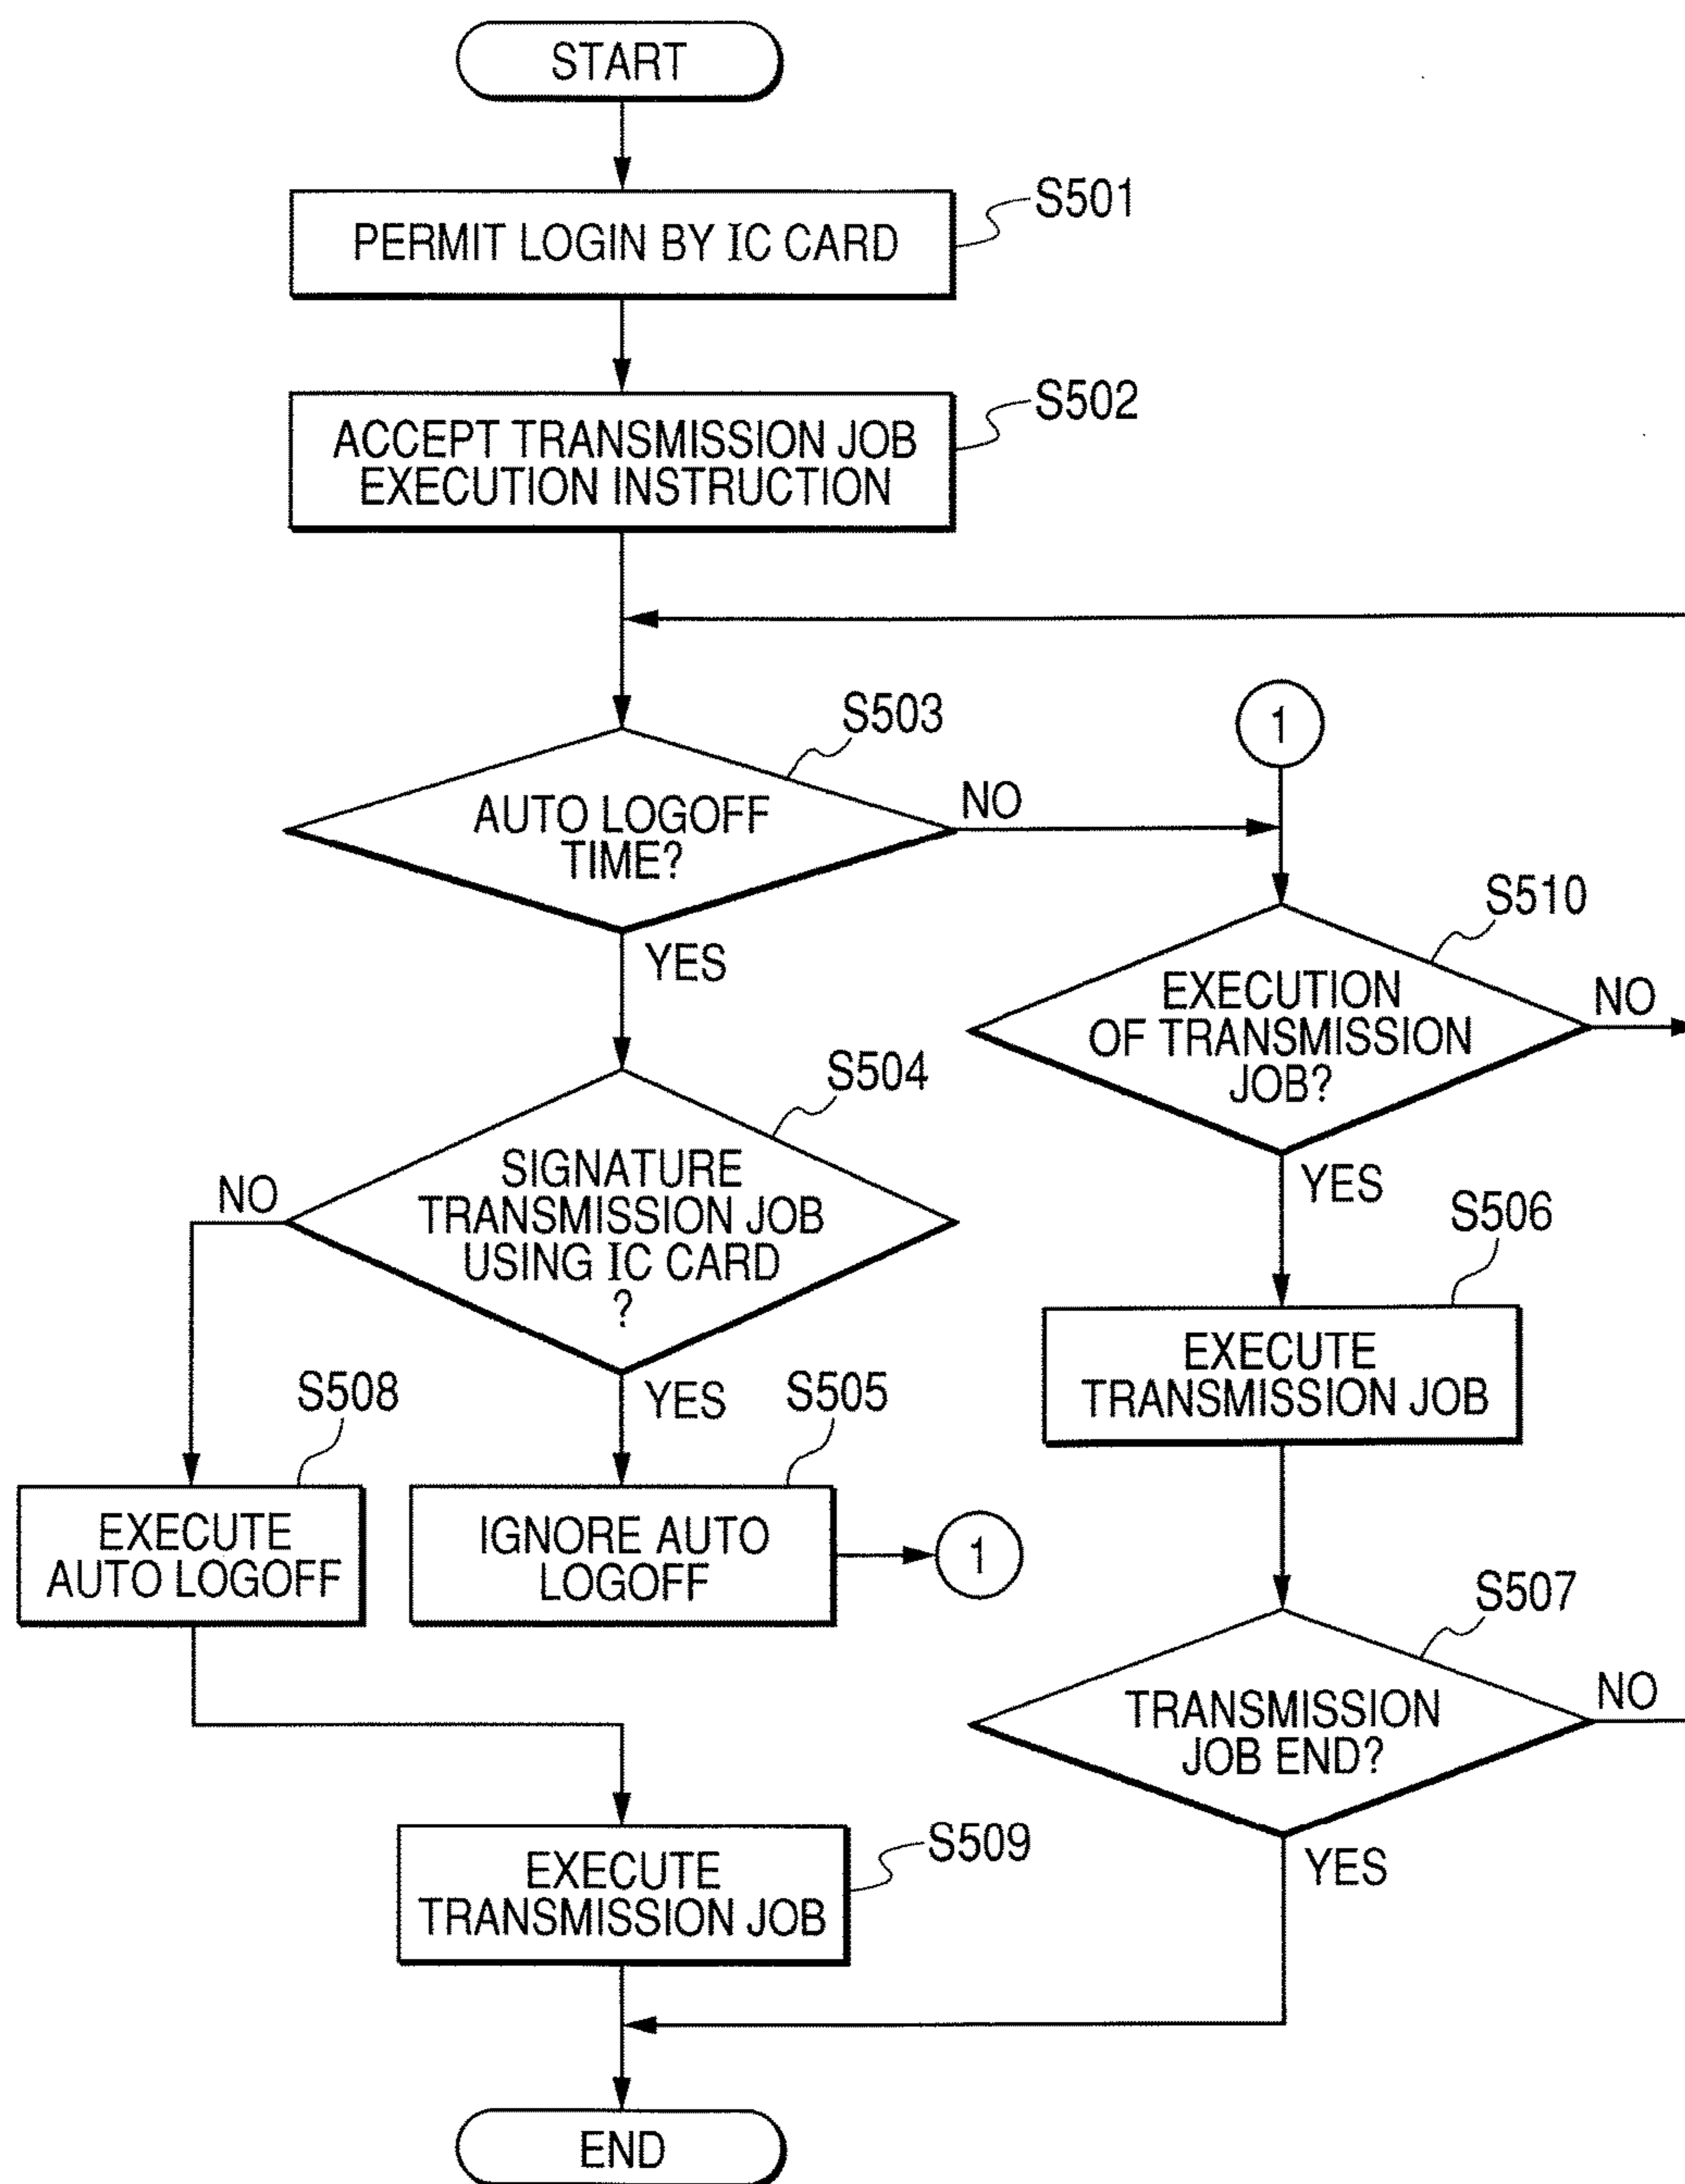 START
S501
PERMIT LOGIN BY IC CARD
S502
ACCEPT TRANSMISSION JOB
EXECUTION INSTRUCTION
S503
1
AUTO LOGOFF
TIME?
NO
YES
S510
EXECUTION
OF TRANSMISSION
JOB?
NO
YES
S504
SIGNATURE
TRANSMISSION JOB
USING IC CARD
?
NO
YES
S506
EXECUTE
TRANSMISSION JOB
S508
S505
EXECUTE
AUTO LOGOFF
IGNORE AUTO
LOGOFF
1
S507
TRANSMISSION
JOB END?
NO
YES
S509
EXECUTE
TRANSMISSION JOB
END